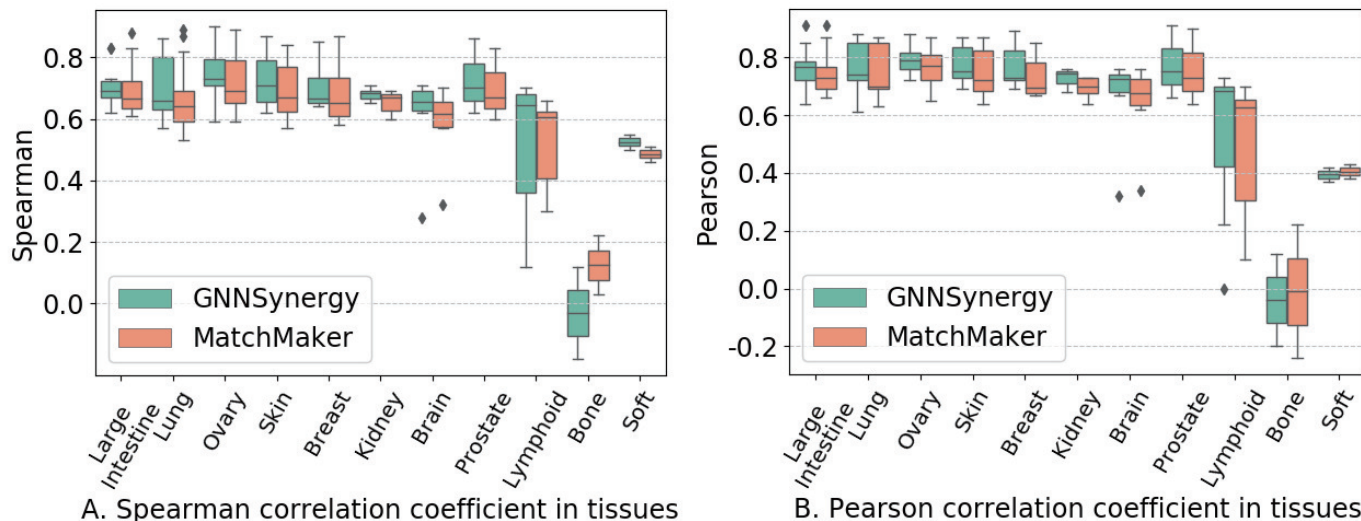 Spearman
0.8
0.6
0.4
0.2
0.0
GNNSynergy
MatchMaker
Large
Intestine
Lung
Ovary
Skin
Breast
Kidney
Brain
Prostate
Lymphoid
Bone
Soft
A. Spearman correlation coefficient in tissues
Pearson
0.8
0.6
0.4
0.2
0.0
-0.2
GNNSynergy
MatchMaker
Large
Intestine
Lung
Ovary
Skin
Breast
Kidney
Brain
Prostate
Lymphoid
Bone
Soft
B. Pearson correlation coefficient in tissues